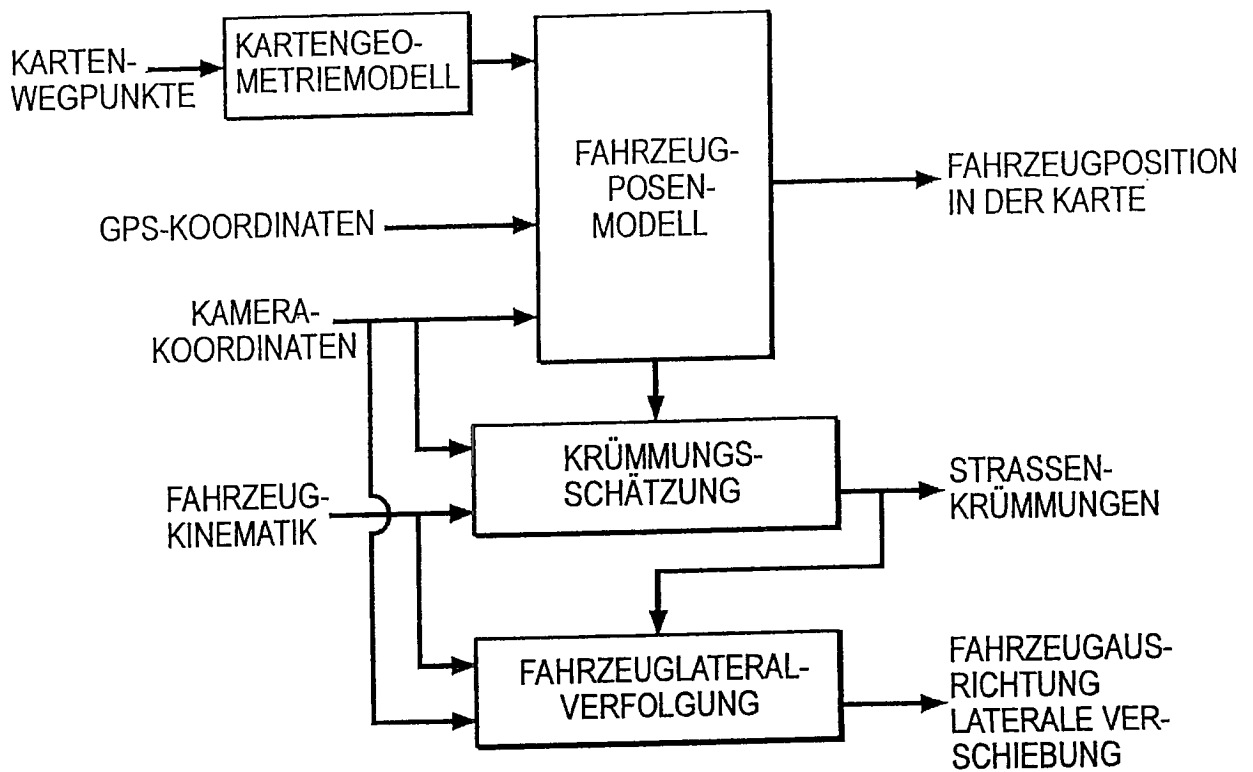 KARTEN-
WEGPUNKTE
KARTENGEO-
METRIEMODELL
FAHRZEUG-
POSEN-
MODELL
FAHRZEUGPOSITION
IN DER KARTE
GPS-KOORDINATEN
KAMERA-
KOORDINATEN
KRÜMMUNGS-
SCHÄTZUNG
STRASSEN-
KRÜMMUNGEN
FAHRZEUG-
KINEMATIK
FAHRZEUGLATERAL-
VERFOLGUNG
FAHRZEUGAUS-
RICHTUNG
LATERALE VER-
SCHIEBUNG